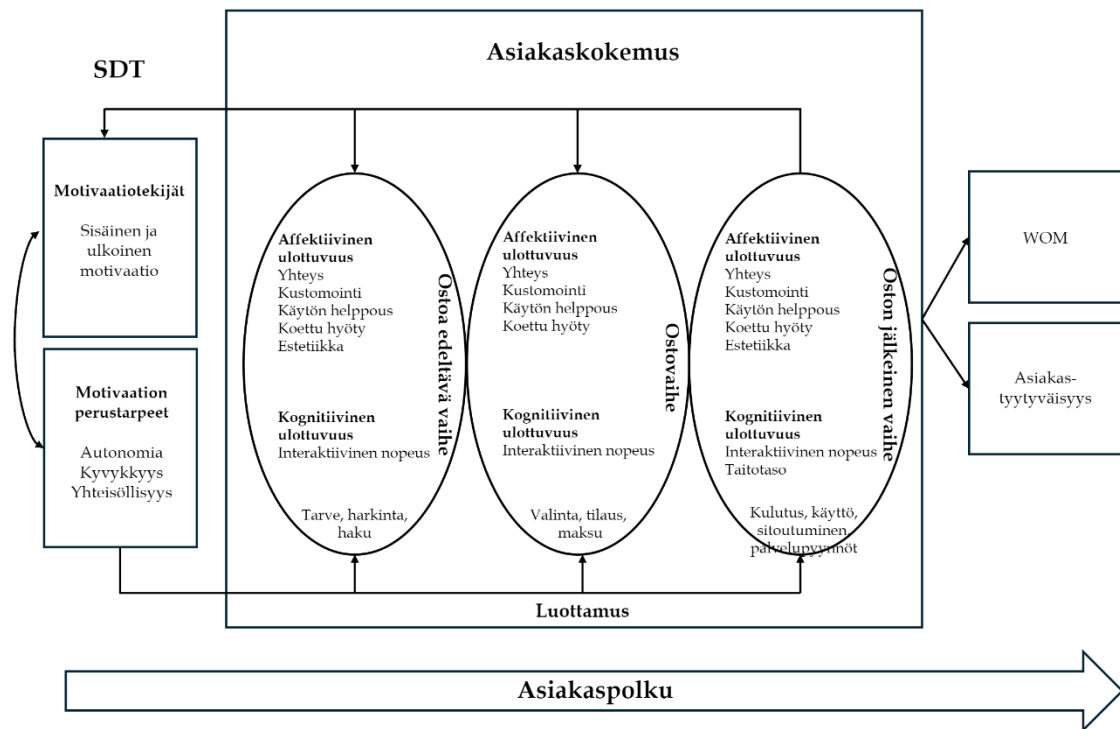 Asiakaskokemus
SDT
Motivaatiotekijät
Sisäinen ja
ulkoinen
motivaatio
Motivaation
perustarpeet
Autonomia
Kyvykkyys
Yhteisöllisyys
Affektiivinen
ulottuvuus
Yhteys
Kustomointi
Käytön helppous
Koettu hyöty
Estetiikka
Kognitiivinen
ulottuvuus
Interaktiivinen nopeus
Tarve, harkinta,
haku
Ostoa edeltävä vaihe
Affektiivinen
ulottuvuus
Yhteys
Kustomointi
Käytön helppous
Koettu hyöty
Kognitiivinen
ulottuvuus
Interaktiivinen nopeus
Valinta, tilaus,
maksu
Ostovaihe
Affektiivinen
ulottuvuus
Yhteys
Kustomointi
Käytön helppous
Koettu hyöty
Estetiikka
Kognitiivinen
ulottuvuus
Interaktiivinen nopeus
Taitotaso
Kulutus, käyttö,
sitoutuminen,
palvelupyynnöt
Oston jälkeinen vaihe
Luottamus
WOM
Asiakas-
tyytyväisyys
Asiakaspolku